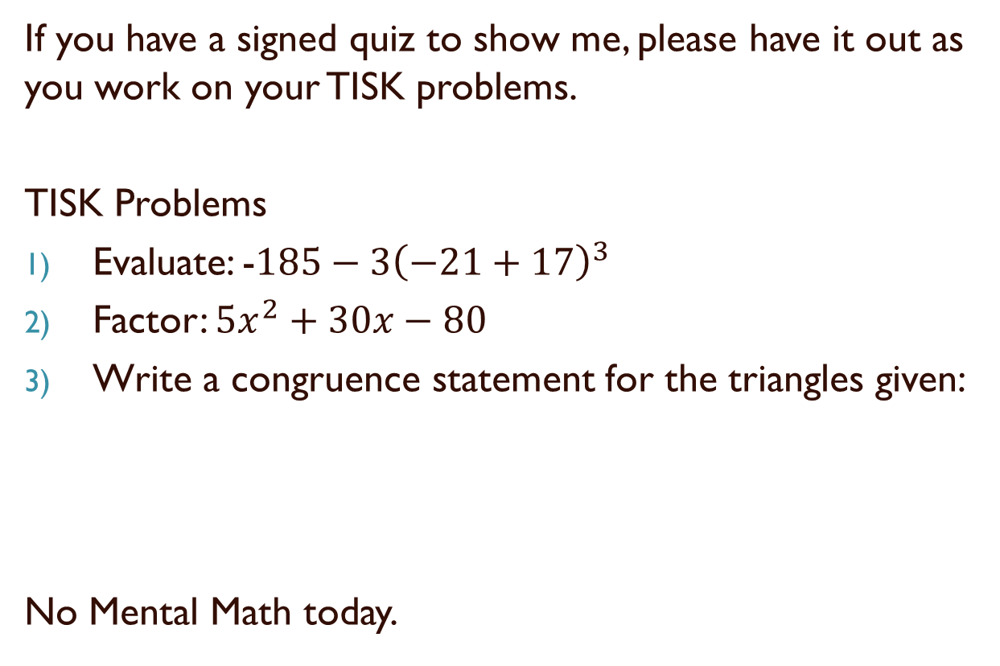 If you have a signed quiz to show me, please have it out as
you work on your TISK problems.
TISK Problems
1) Evaluate: -185 − 3(−21 + 17)³
2) Factor: 5x² + 30x − 80
3) Write a congruence statement for the triangles given:
No Mental Math today.